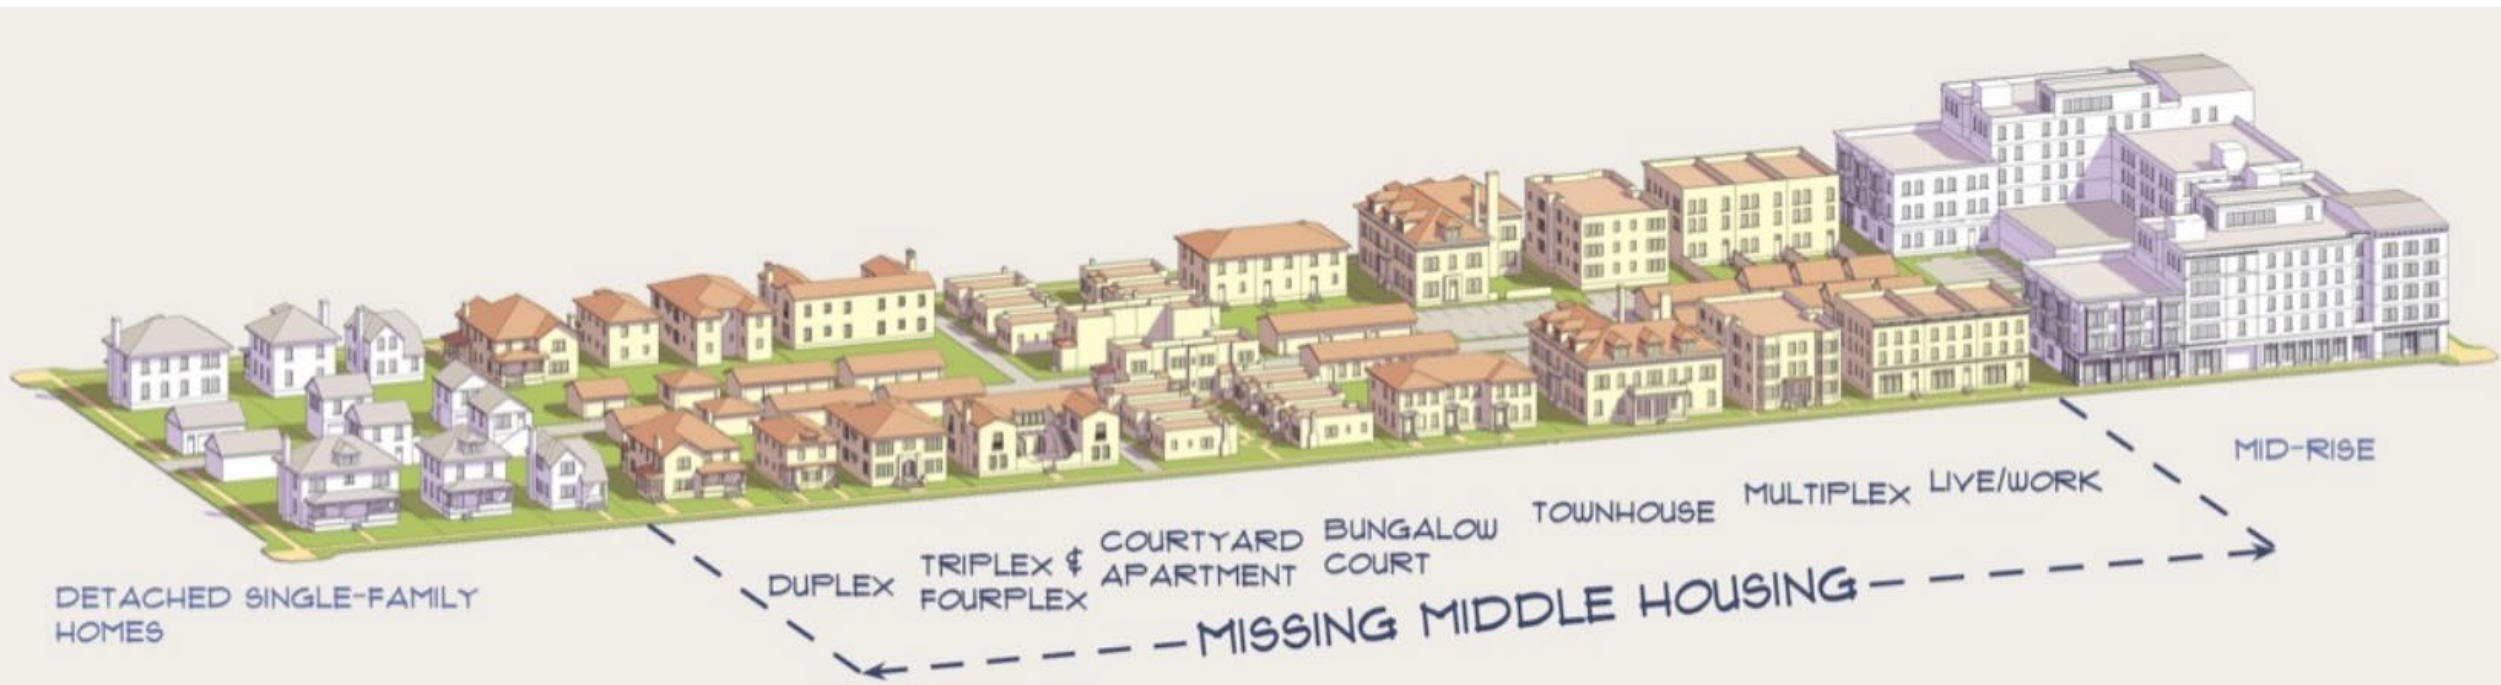 DETACHED SINGLE-FAMILY
HOMES
DUPLEX
TRIPLEX &
FOURPLEX
COURTYARD
APARTMENT
BUNGALOW
COURT
TOWNHOUSE
MULTIPLEX
LIVE/WORK
MID-RISE
MISSING MIDDLE HOUSING